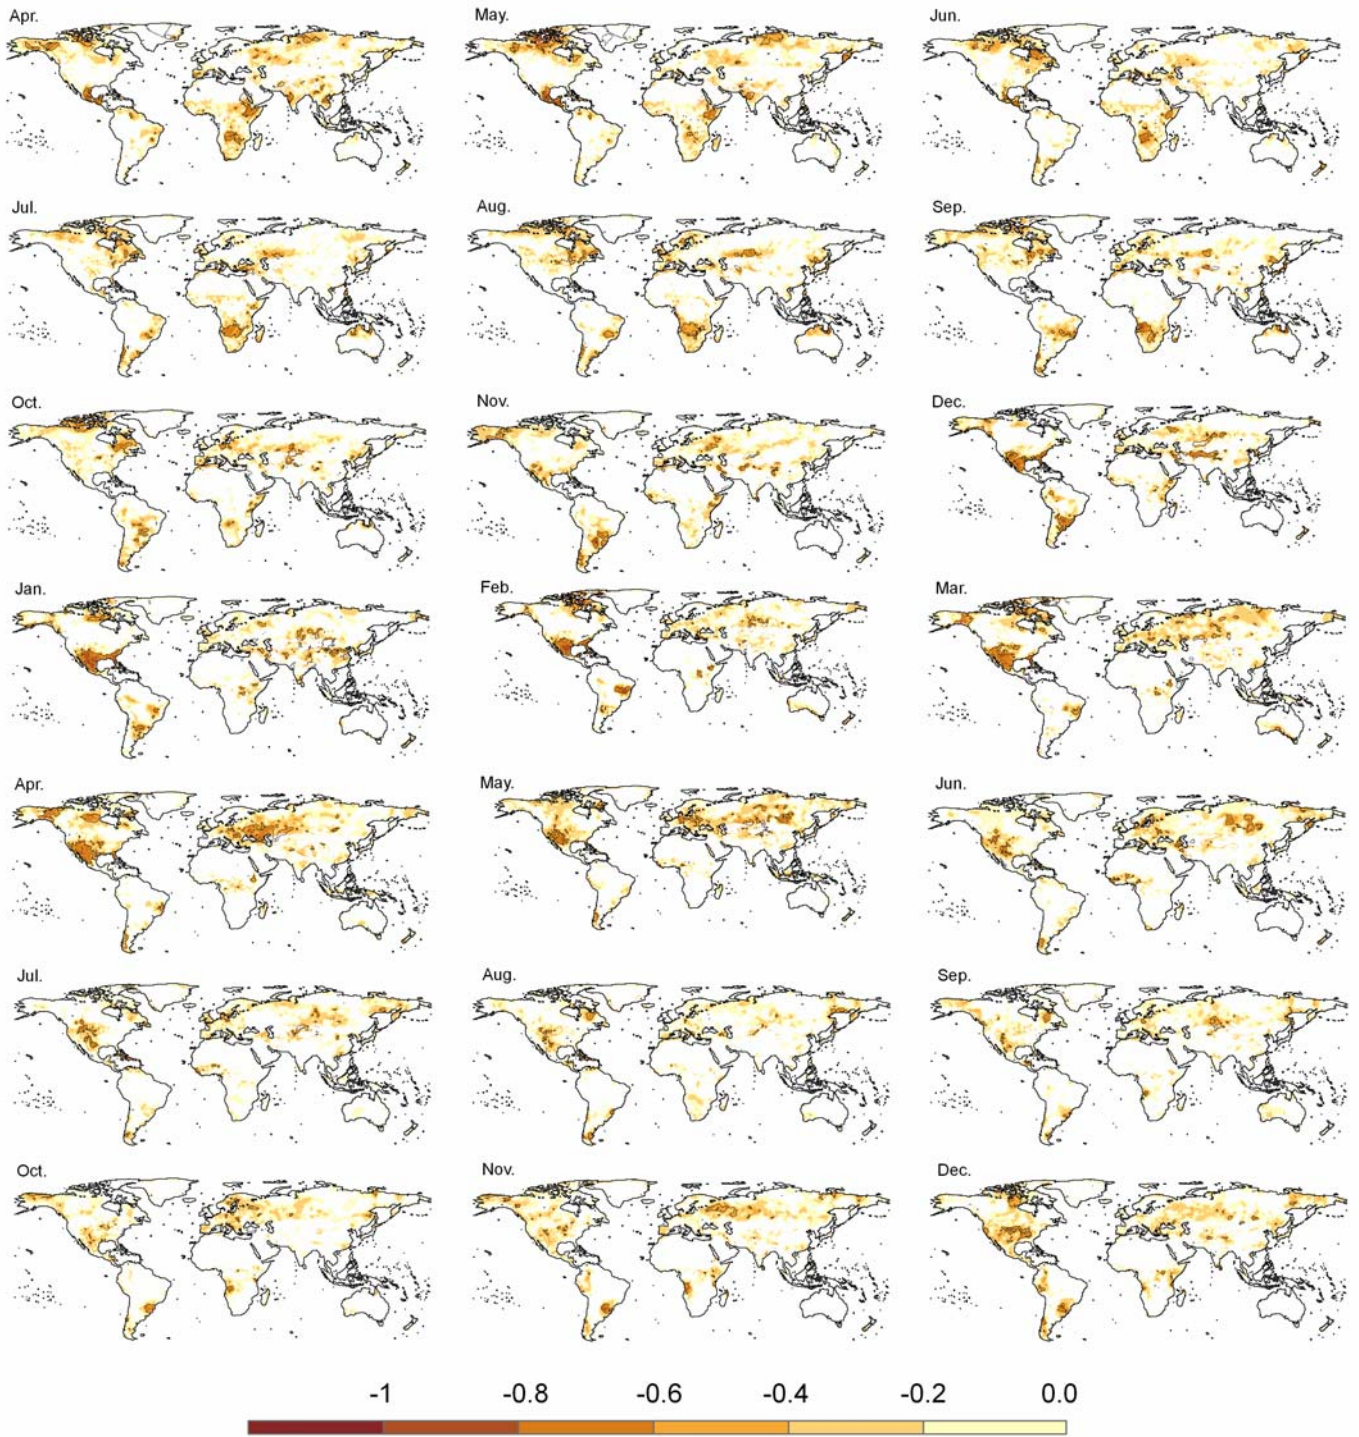 Apr. May. Jun.
Jul. Aug. Sep.
Oct. Nov. Dec.
Jan. Feb. Mar.
Apr. May. Jun.
Jul. Aug. Sep.
Oct. Nov. Dec.
-1 -0.8 -0.6 -0.4 -0.2 0.0